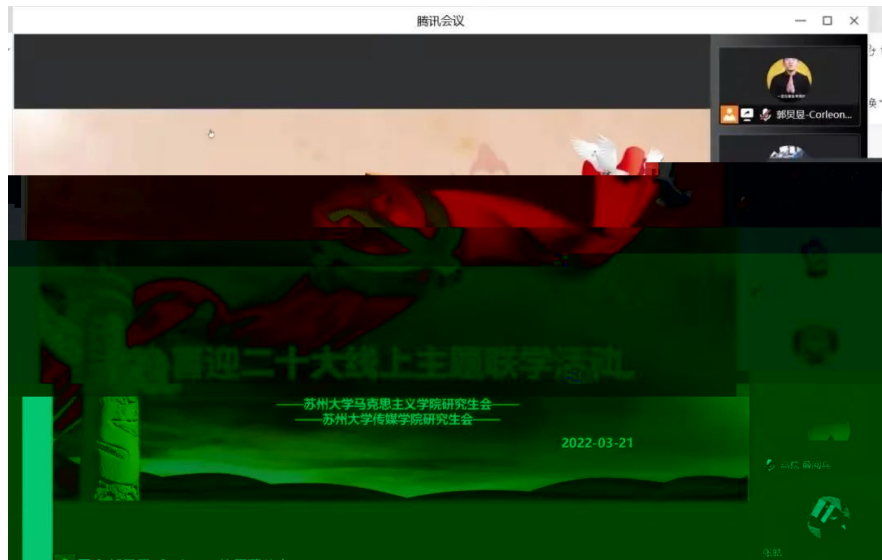 腾讯会议
郭炅昱-Corleon...
喜迎二十大线上主题联学活动
——苏州大学马克思主义学院研究生会——
——苏州大学传媒学院研究生会——
2022-03-21